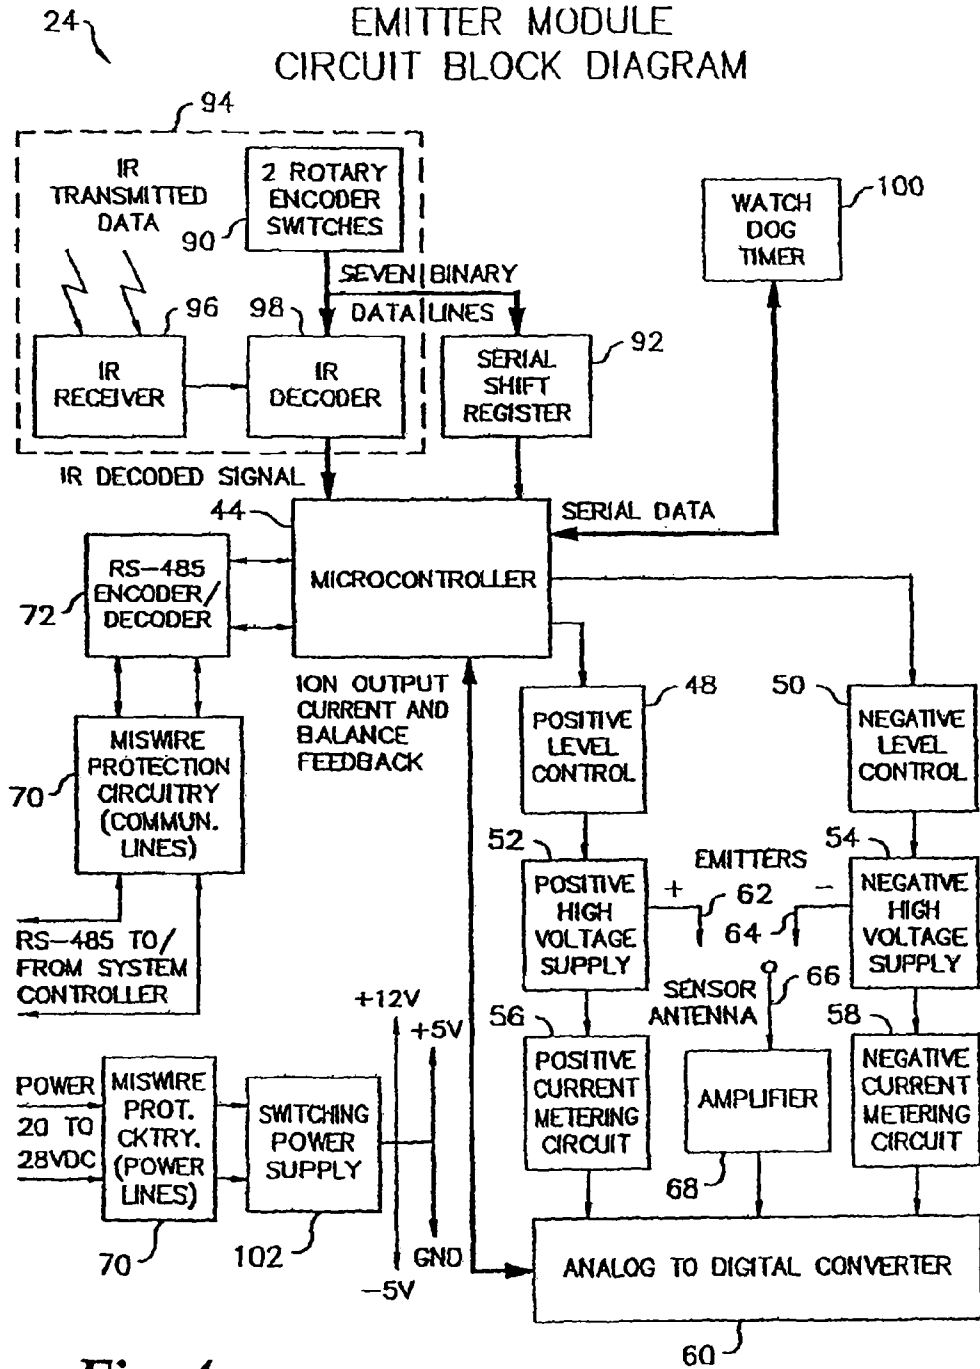 24
EMITTER MODULE
CIRCUIT BLOCK DIAGRAM
94
IR
TRANSMITTED
DATA
2 ROTARY
ENCODER
SWITCHES
90
100
WATCH
DOG
TIMER
SEVEN BINARY
DATA LINES
96
98
92
IR
RECEIVER
IR
DECODER
SERIAL
SHIFT
REGISTER
IR DECODED SIGNAL
44
SERIAL DATA
MICROCONTROLLER
RS-485
ENCODER/
DECODER
72
ION OUTPUT
CURRENT AND
BALANCE
FEEDBACK
48
50
POSITIVE
LEVEL
CONTROL
NEGATIVE
LEVEL
CONTROL
MISWIRE
PROTECTION
CIRCUITRY
(COMMUN.
LINES)
70
52
54
EMITTERS
+
62
−
64
POSITIVE
HIGH
VOLTAGE
SUPPLY
NEGATIVE
HIGH
VOLTAGE
SUPPLY
RS-485 TO/
FROM SYSTEM
CONTROLLER
SENSOR
ANTENNA
66
56
58
+12V
+5V
POWER
20 TO
28VDC
MISWIRE
PROT.
CKTRY.
(POWER
LINES)
SWITCHING
POWER
SUPPLY
POSITIVE
CURRENT
METERING
CIRCUIT
AMPLIFIER
NEGATIVE
CURRENT
METERING
CIRCUIT
68
70
102
GND
−5V
ANALOG TO DIGITAL CONVERTER
60